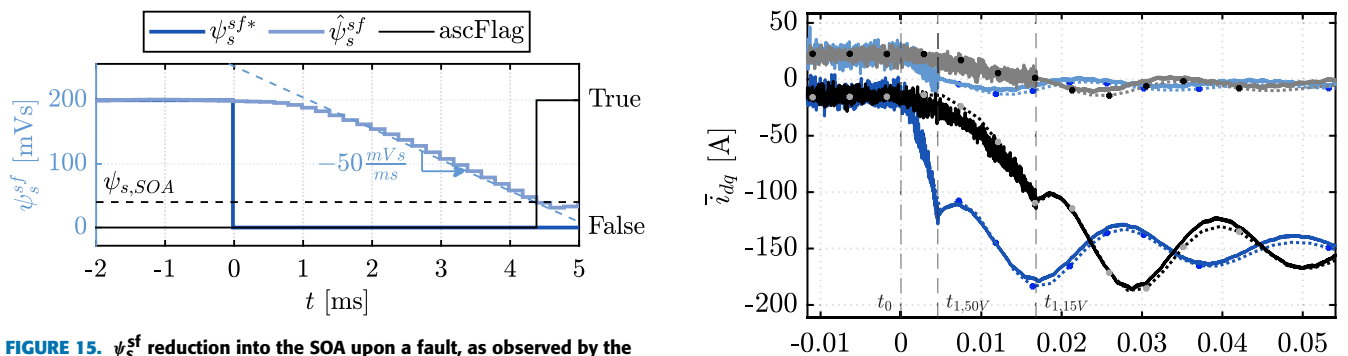 ψ_s^{sf*} ψ̂_s^{sf} ascFlag
ψ_s^{sf} [mVs]
200
100
0
True
False
−50 mVs/ms
ψ_{s,SOA}
-2 -1 0 1 2 3 4 5
t [ms]
FIGURE 15. ψ_s^{sf} reduction into the SOA upon a fault, as observed by the
i̅_{dq} [A]
50
0
-50
-100
-150
-200
t_0 t_{1,50V} t_{1,15V}
-0.01 0 0.01 0.02 0.03 0.04 0.05